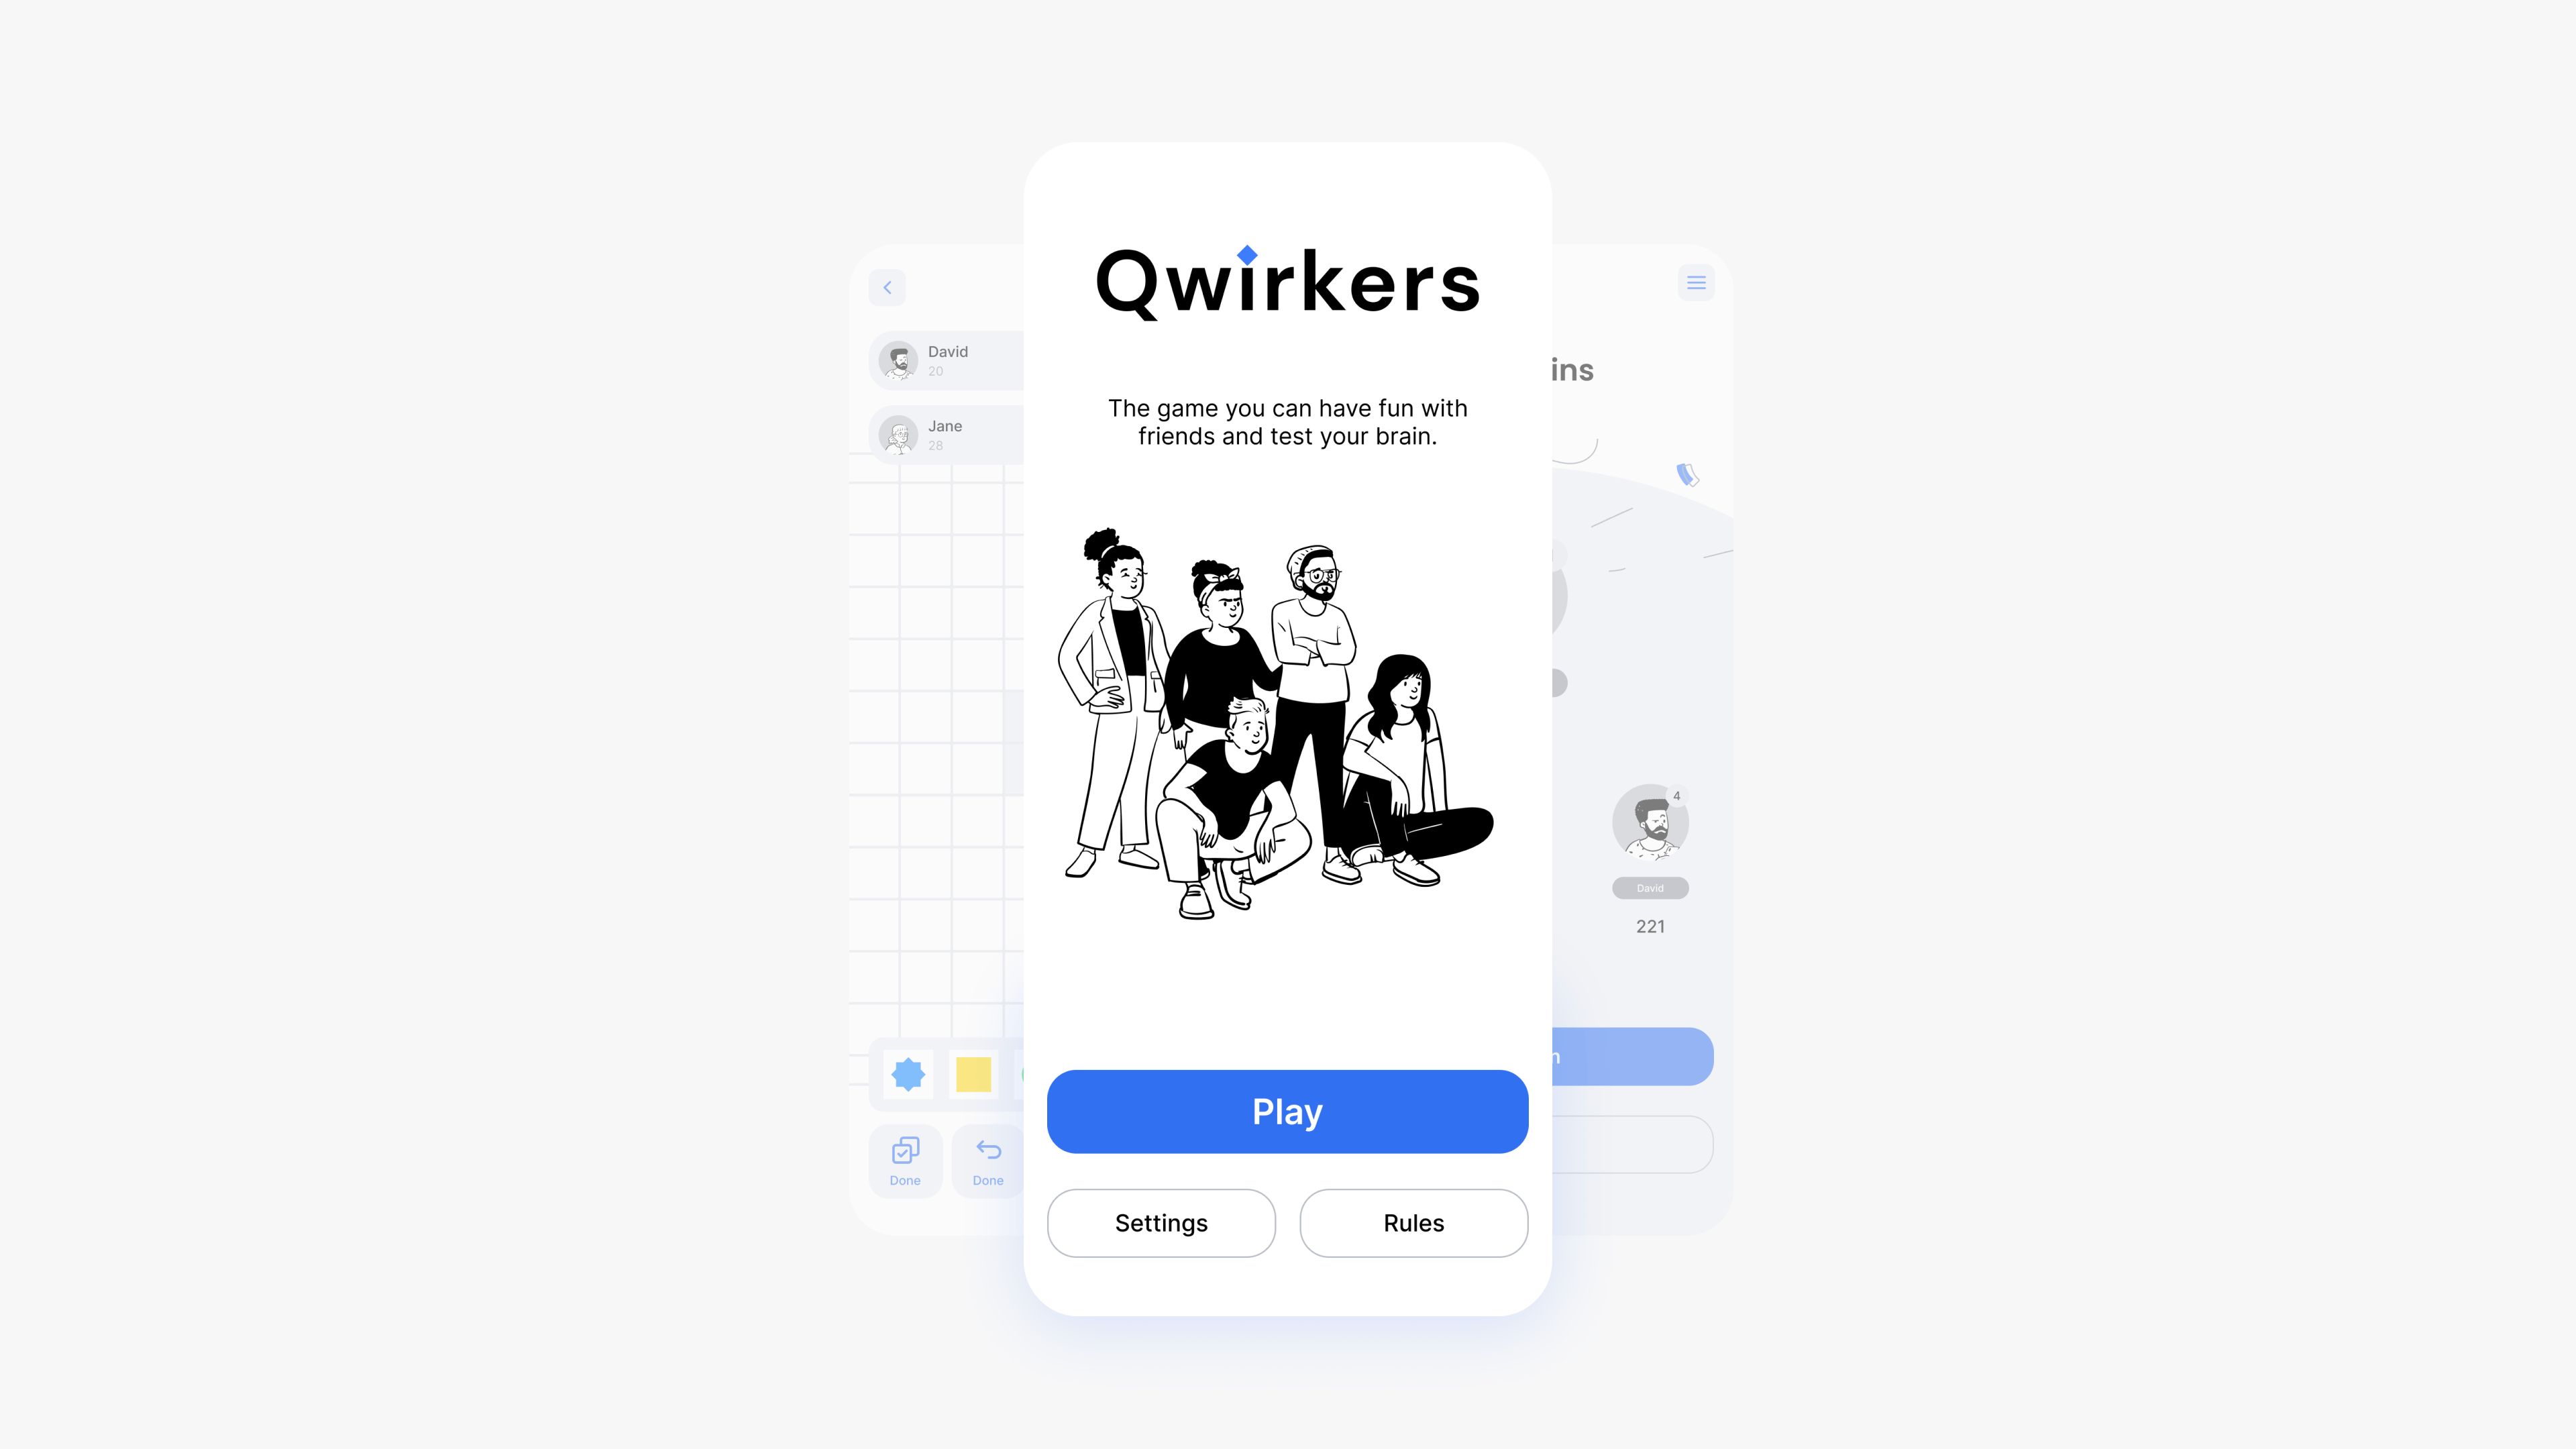 Qwirkers
The game you can have fun with
friends and test your brain.
Play
Settings
Rules
David
20
Jane
28
Done
Done
4
David
221